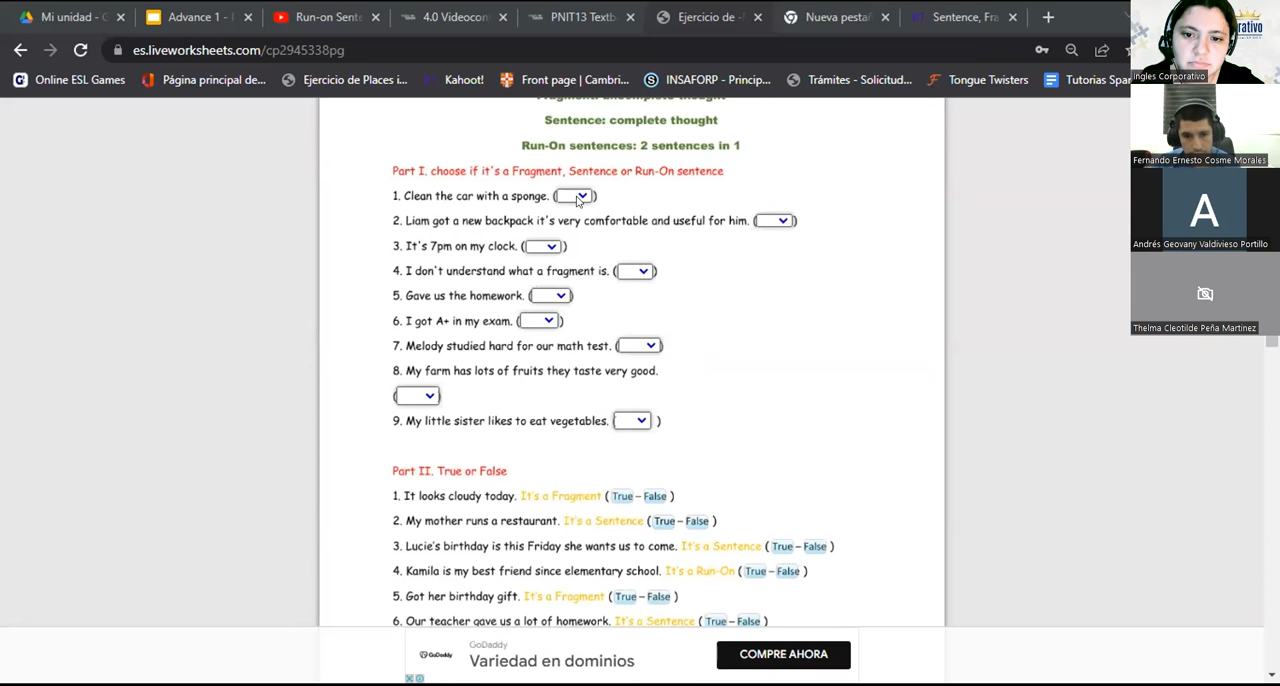 Mi unidad - G
Advance 1 -
Run-on Sente
4.0 Videocon
PNIT13 Textb
Ejercicio de -
Nueva pestañ
Sentence, Fra
es.liveworksheets.com/cp2945338pg
Online ESL Games
Página principal de...
Ejercicio de Places i...
Kahoot!
Front page | Cambri...
INSAFORP - Princip...
Trámites - Solicitud...
Tongue Twisters
Tutorias Spar
Sentence: complete thought
Run-On sentences: 2 sentences in 1
Part I. choose if it's a Fragment, Sentence or Run-On sentence
1. Clean the car with a sponge. ( )
2. Liam got a new backpack it's very comfortable and useful for him. ( )
3. It's 7pm on my clock. ( )
4. I don't understand what a fragment is. ( )
5. Gave us the homework. ( )
6. I got A+ in my exam. ( )
7. Melody studied hard for our math test. ( )
8. My farm has lots of fruits they taste very good.
( )
9. My little sister likes to eat vegetables. ( )
Part II. True or False
1. It looks cloudy today. It's a Fragment ( True – False )
2. My mother runs a restaurant. It's a Sentence ( True – False )
3. Lucie's birthday is this Friday she wants us to come. It's a Sentence ( True – False )
4. Kamila is my best friend since elementary school. It's a Run-On ( True – False )
5. Got her birthday gift. It's a Fragment ( True – False )
6. Our teacher gave us a lot of homework. It's a Sentence ( True – False )
GoDaddy
GoDaddy
Variedad en dominios
COMPRE AHORA
rativo
Ingles Corporativo
Fernando Ernesto Cosme Morales
A
Andrés Geovany Valdivieso Portillo
Thelma Cleotilde Peña Martinez